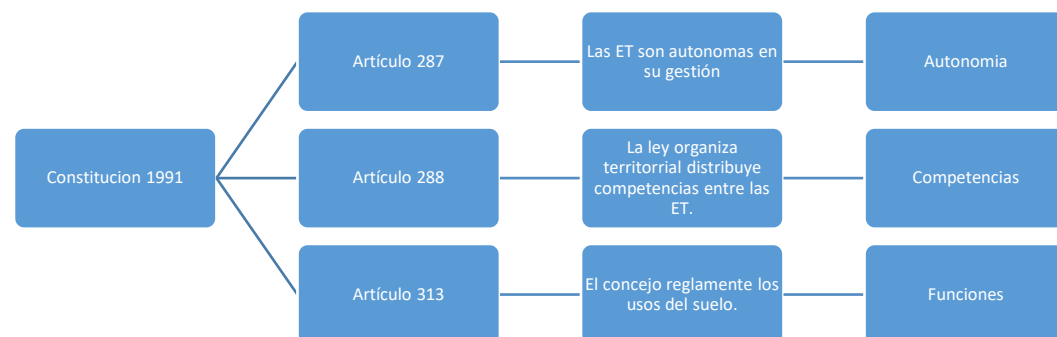 Constitucion 1991
Artículo 287
Las ET son autonomas en
su gestión
Autonomia
Artículo 288
La ley organiza
territorrial distribuye
competencias entre las
ET.
Competencias
Artículo 313
El concejo reglamente los
usos del suelo.
Funciones